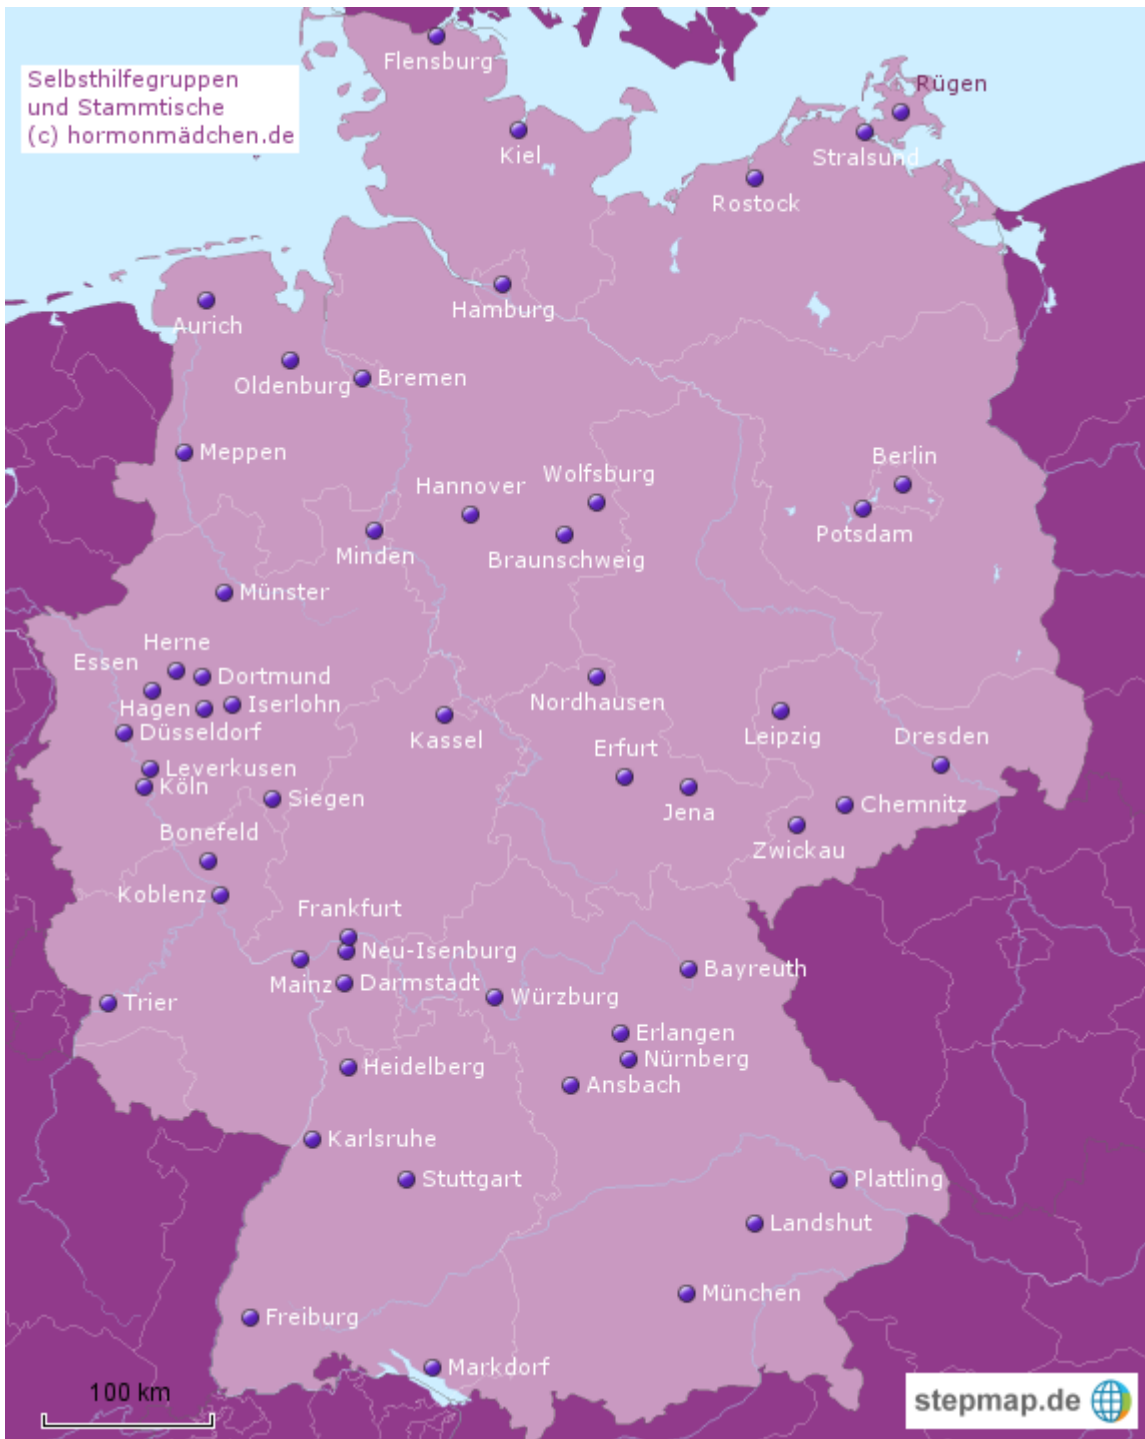 Flensburg
Selbsthilfegruppen
und Stammtische
(c) hormonmädchen.de
Rügen
Kiel
Stralsund
Rostock
Hamburg
Aurich
Oldenburg
Bremen
Meppen
Berlin
Wolfsburg
Hannover
Potsdam
Minden
Braunschweig
Münster
Herne
Essen
Dortmund
Hagen
Iserlohn
Nordhausen
Düsseldorf
Kassel
Leipzig
Dresden
Erfurt
Leverkusen
Köln
Siegen
Jena
Chemnitz
Bonefeld
Zwickau
Koblenz
Frankfurt
Neu-Isenburg
Bayreuth
Mainz
Darmstadt
Trier
Würzburg
Erlangen
Nürnberg
Heidelberg
Ansbach
Karlsruhe
Stuttgart
Plattling
Landshut
München
Freiburg
Markdorf
100 km
stepmap.de